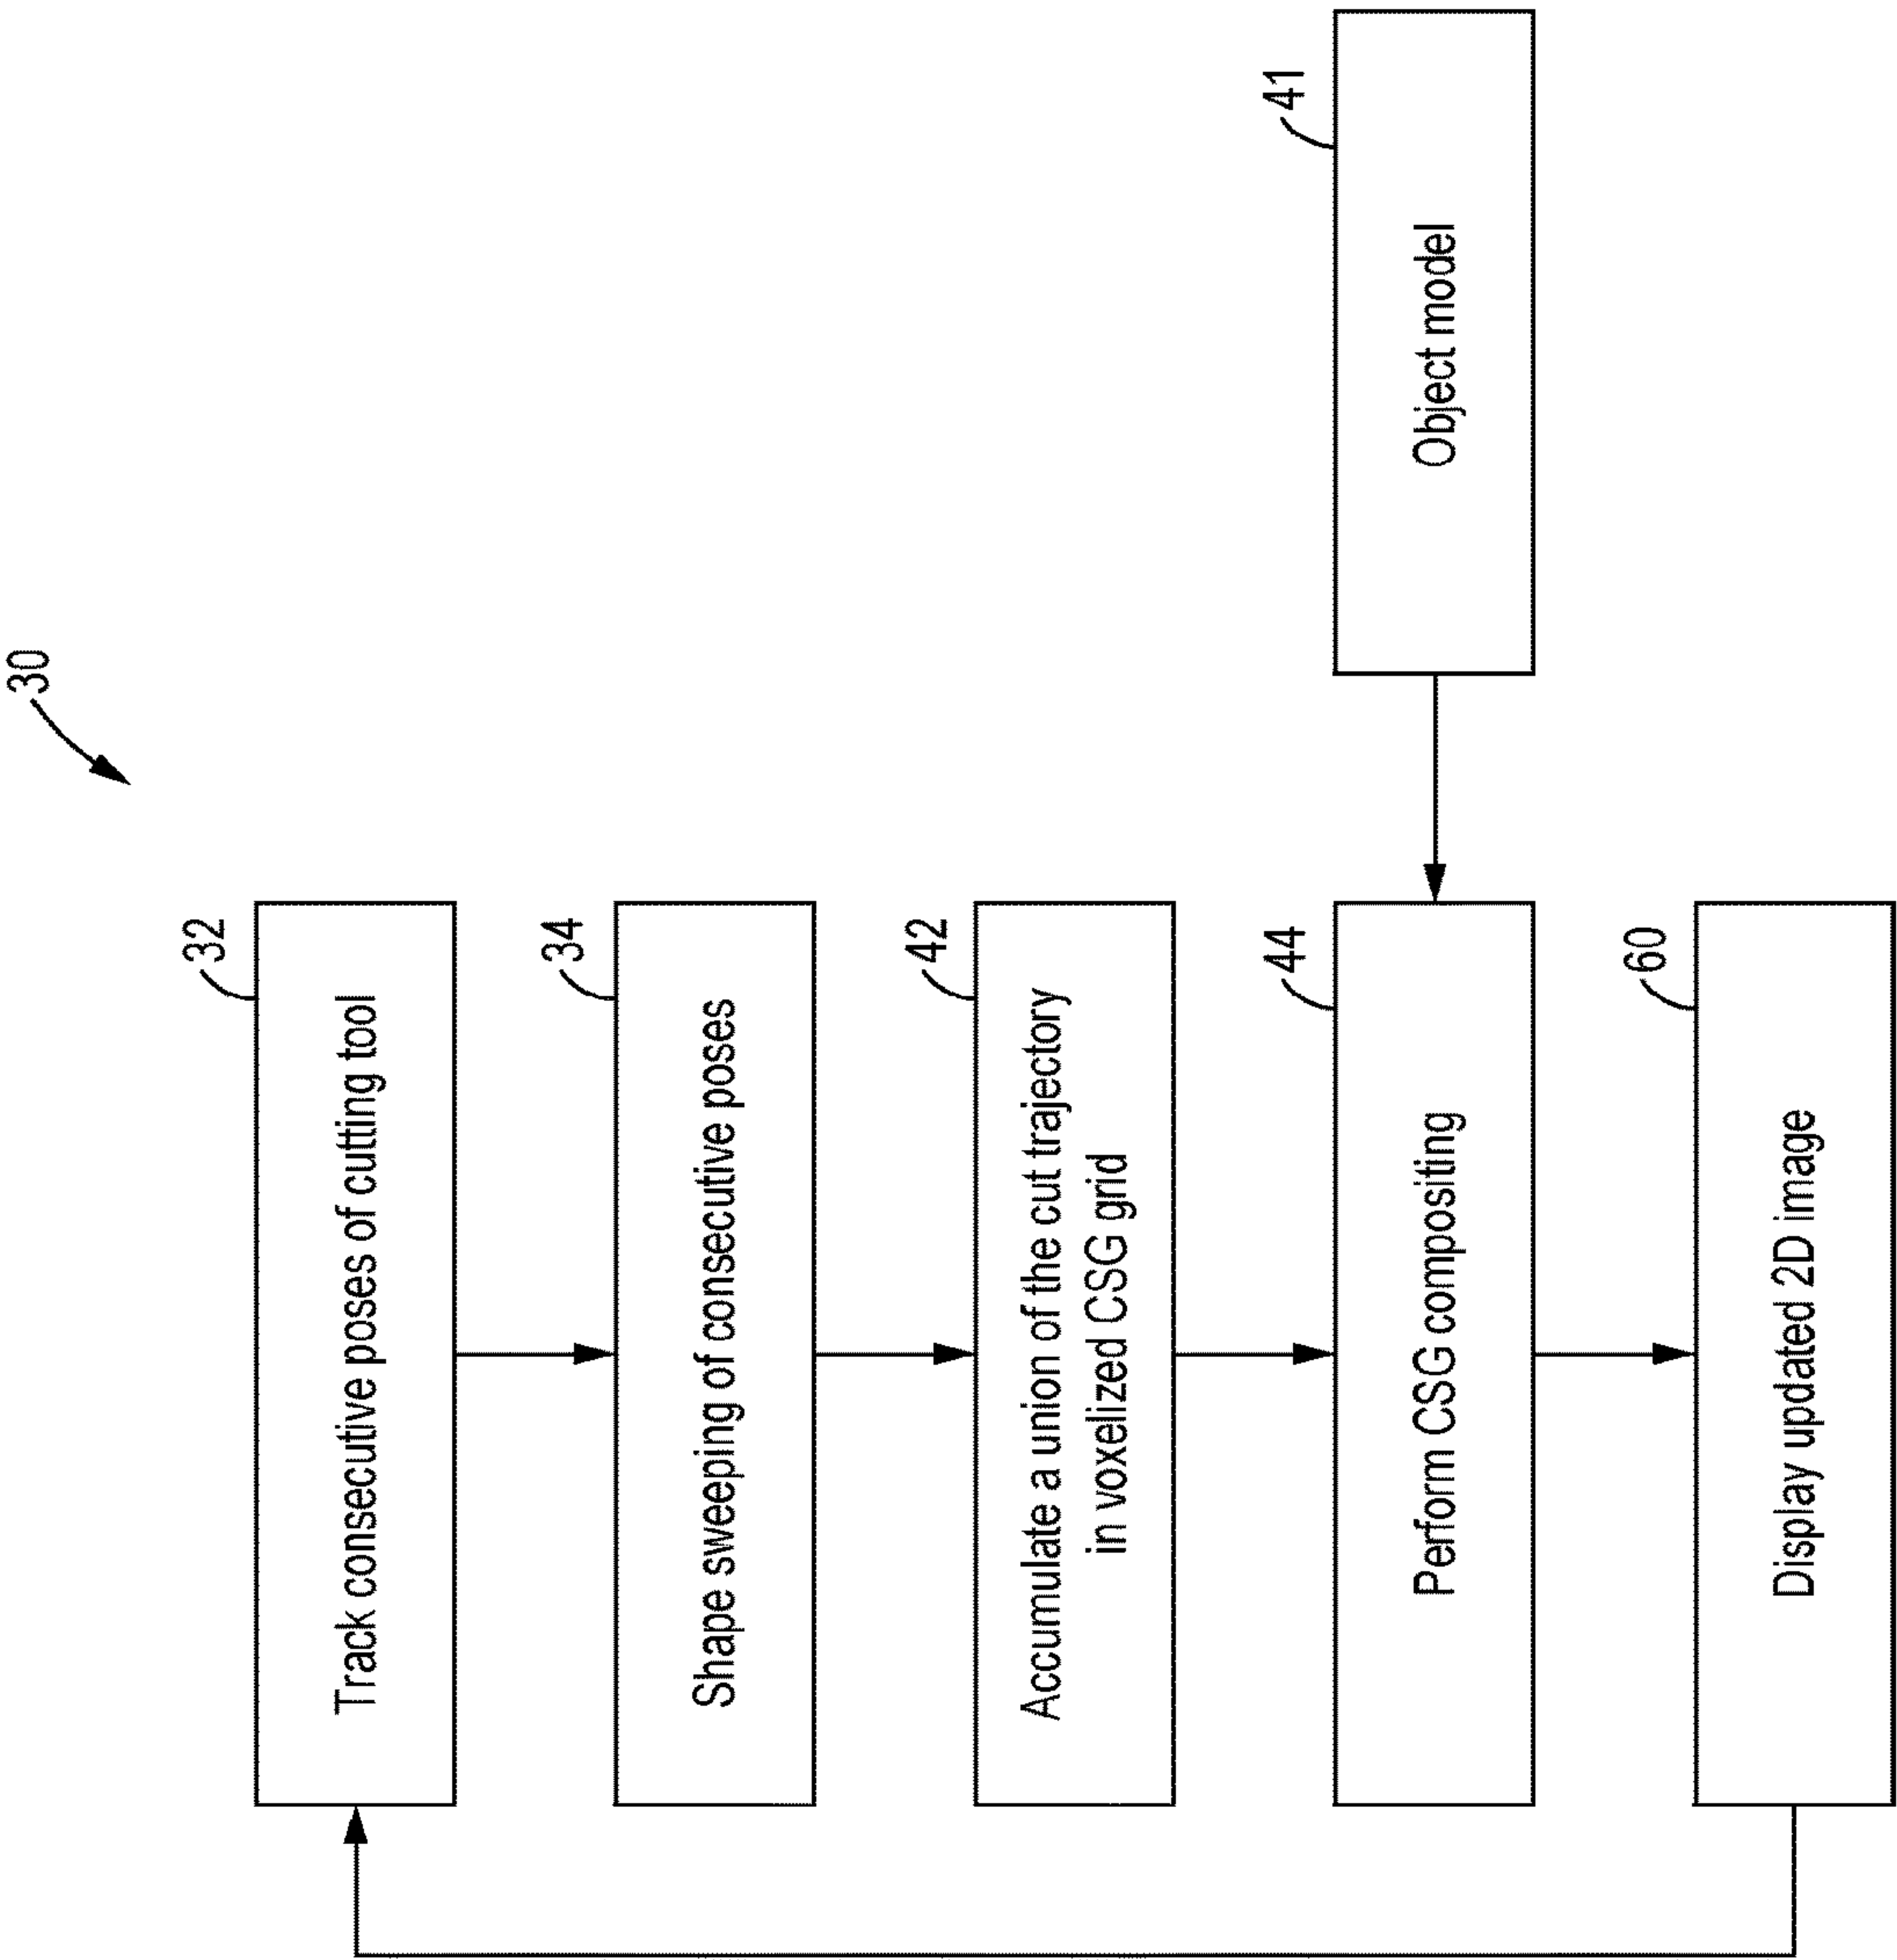 30
32
Track consecutive poses of cutting tool
34
Shape sweeping of consecutive poses
42
Accumulate a union of the cut trajectory
in voxelized CSG grid
44
Perform CSG compositing
41
Object model
60
Display updated 2D image